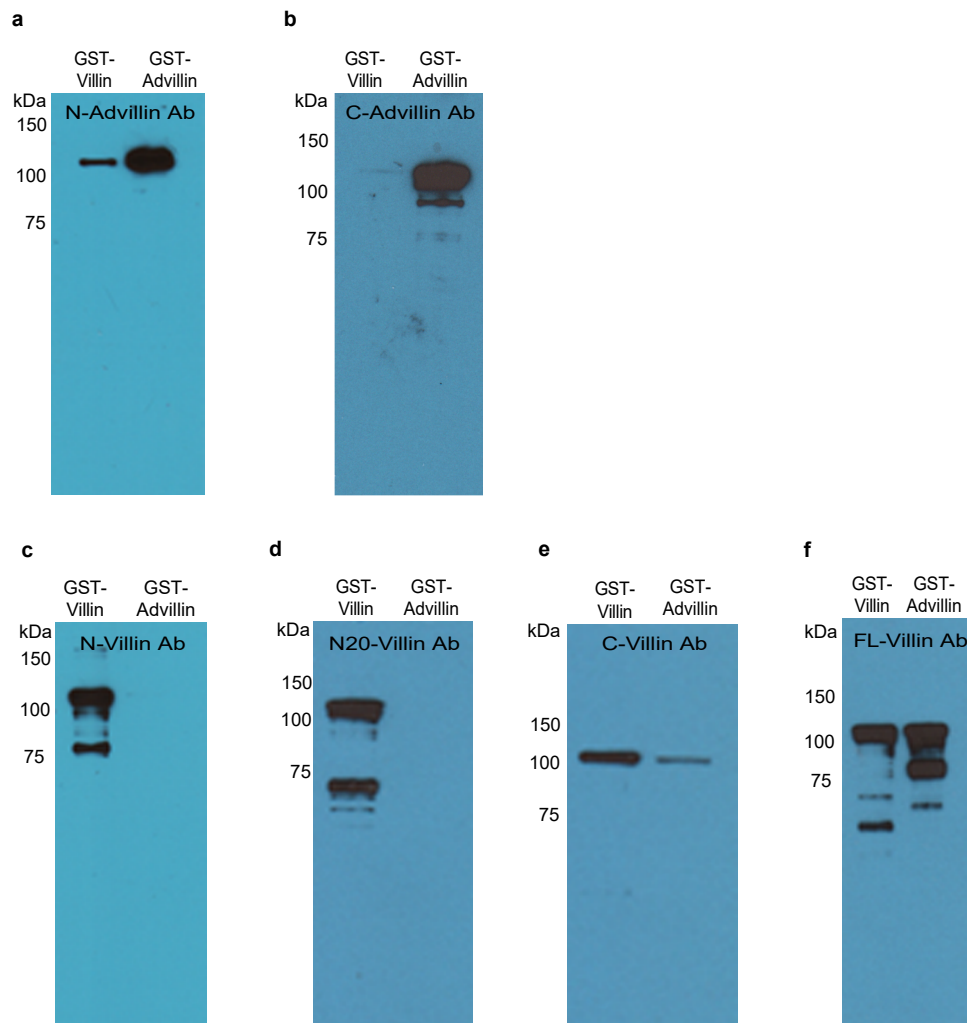 a
GST-
Villin
GST-
Advillin
kDa
N-Advillin Ab
150
100
75
b
GST-
Villin
GST-
Advillin
kDa
C-Advillin Ab
150
100
75
c
GST-
Villin
GST-
Advillin
kDa
N-Villin Ab
150
100
75
d
GST-
Villin
GST-
Advillin
kDa
N20-Villin Ab
150
100
75
e
GST-
Villin
GST-
Advillin
kDa
C-Villin Ab
150
100
75
f
GST-
Villin
GST-
Advillin
kDa
FL-Villin Ab
150
100
75